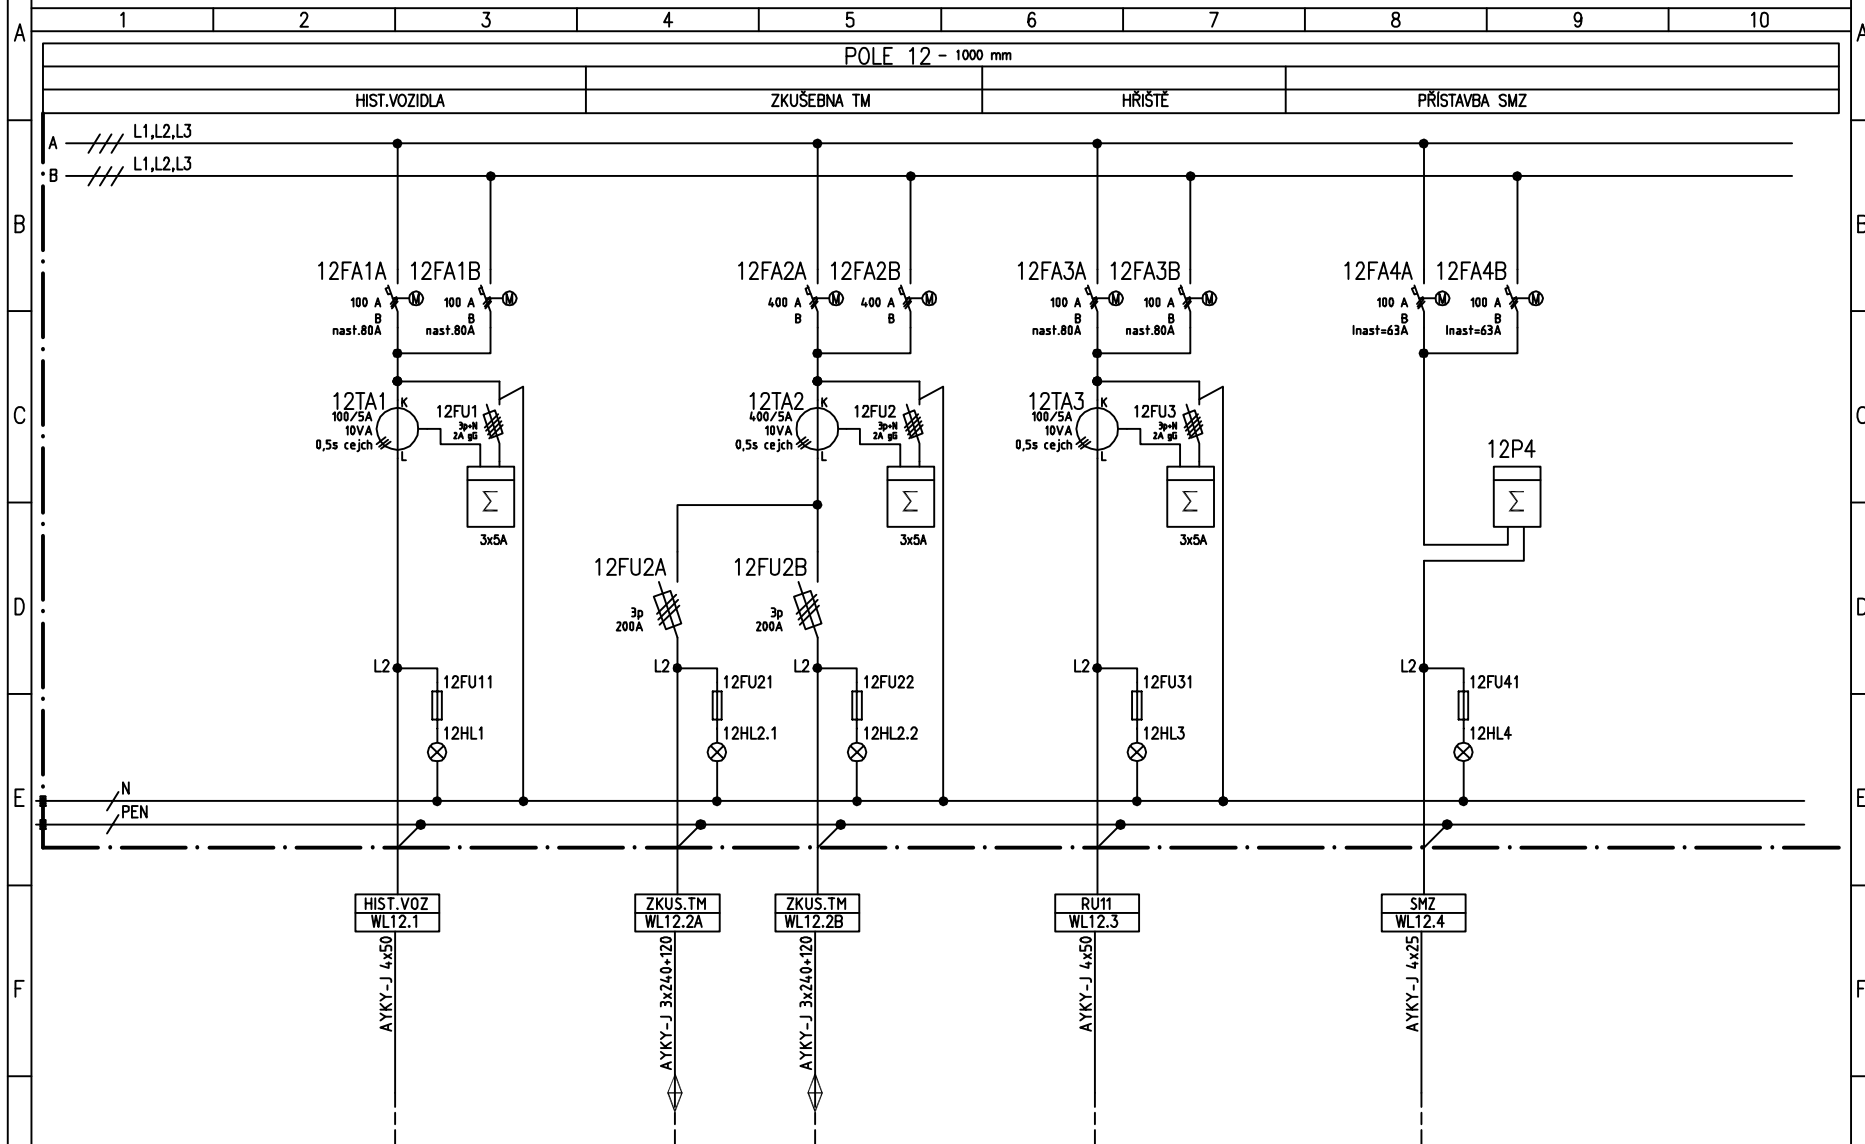 1 2 3 4 5 6 7 8 9 10
A A
POLE 12 - 1000 mm
HIST.VOZIDLA ZKUŠEBNA TM HŘIŠTĚ PŘÍSTAVBA SMZ
A L1,L2,L3
B L1,L2,L3
B B
12FA1A 12FA1B 12FA2A 12FA2B 12FA3A 12FA3B 12FA4A 12FA4B
100 A M 100 A M 400 A M 400 A M 100 A M 100 A M 100 A M 100 A M
B B B B B B B B
nast.80A nast.80A nast.80A nast.80A Inast=63A Inast=63A
C C
12TA1 K 12TA2 K 12TA3 K
100/5A 12FU1 400/5A 12FU2 100/5A 12FU3
10VA 3p+N 10VA 3p+N 10VA 3p+N
2A gG 2A gG 2A gG
0,5s cejch 0,5s cejch 0,5s cejch
L L L
12P4
Σ Σ Σ Σ
3x5A 3x5A 3x5A
12FU2A 12FU2B
D D
3p 3p
200A 200A
L2 L2 L2 L2 L2
12FU11 12FU21 12FU22 12FU31 12FU41
12HL1 12HL2.1 12HL2.2 12HL3 12HL4
E E
N
PEN
HIST.VOZ ZKUS.TM ZKUS.TM RU11 SMZ
WL12.1 WL12.2A WL12.2B WL12.3 WL12.4
AYKY-J 4x50 AYKY-J 3x240+120 AYKY-J 3x240+120 AYKY-J 4x50 AYKY-J 4x25
F F